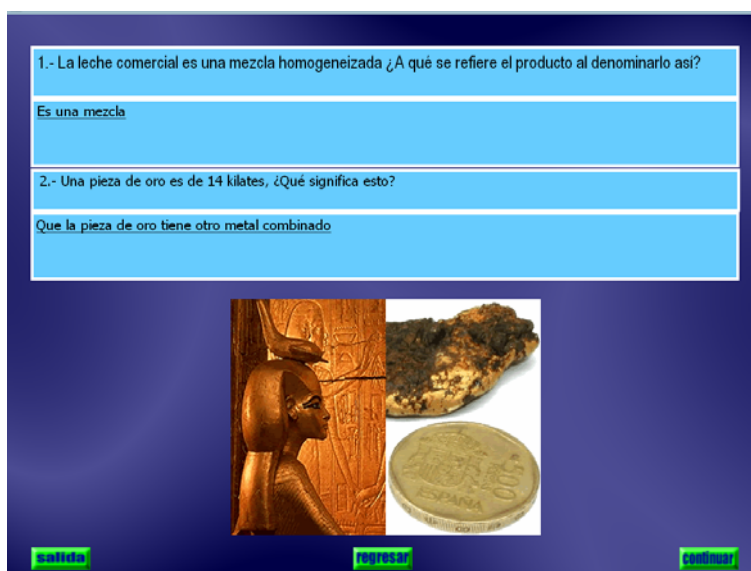 1.- La leche comercial es una mezcla homogeneizada ¿A qué se refiere el producto al denominarlo así?
Es una mezcla
2.- Una pieza de oro es de 14 kilates, ¿Qué significa esto?
Que la pieza de oro tiene otro metal combinado
500
ESPAÑA
salida
regresar
continuar